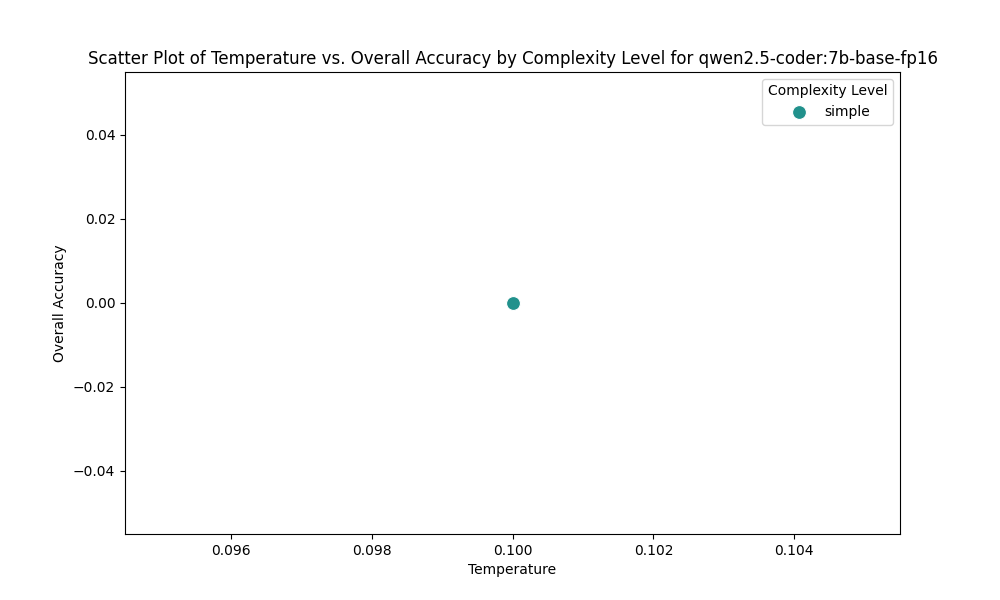 Scatter Plot of Temperature vs. Overall Accuracy by Complexity Level for qwen2.5-coder:7b-base-fp16
Complexity Level
simple
Overall Accuracy
0.04
0.02
0.00
−0.02
−0.04
0.096 0.098 0.100 0.102 0.104
Temperature